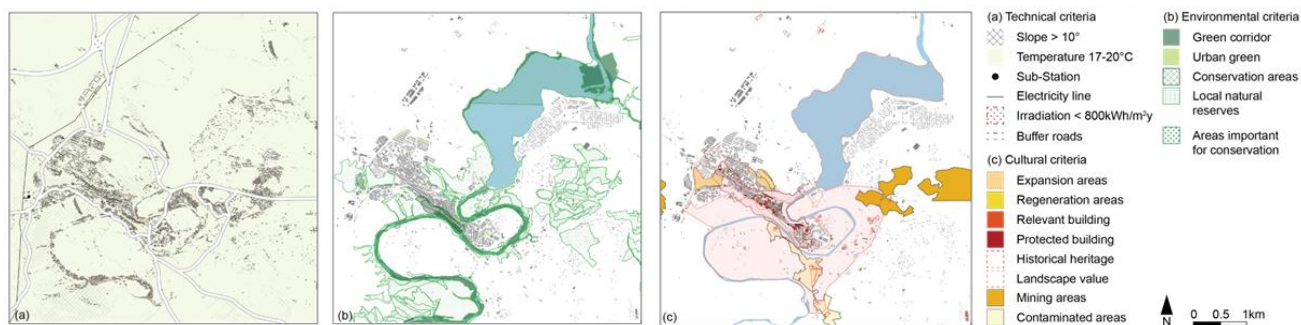 (a)
(b)
(c)
(a) Technical criteria
Slope > 10°
Temperature 17-20°C
Sub-Station
Electricity line
Irradiation < 800kWh/m²y
Buffer roads
(c) Cultural criteria
Expansion areas
Regeneration areas
Relevant building
Protected building
Historical heritage
Landscape value
Mining areas
Contaminated areas
(b) Environmental criteria
Green corridor
Urban green
Conservation areas
Local natural
reserves
Areas important
for conservation
N
0 0.5 1km